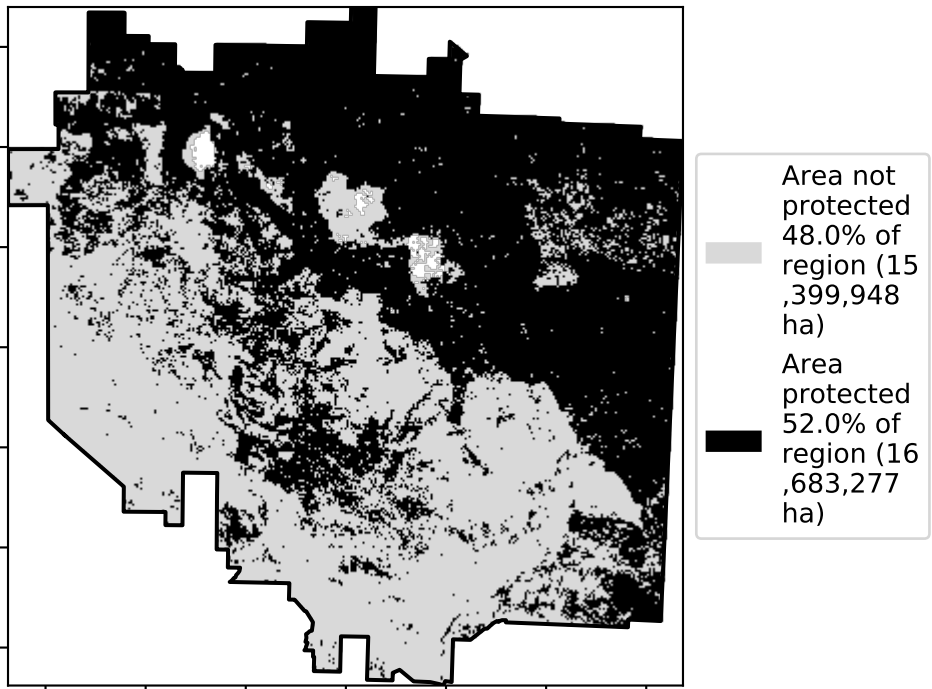 Area not
protected
48.0% of
region (15
,399,948
ha)
Area
protected
52.0% of
region (16
,683,277
ha)